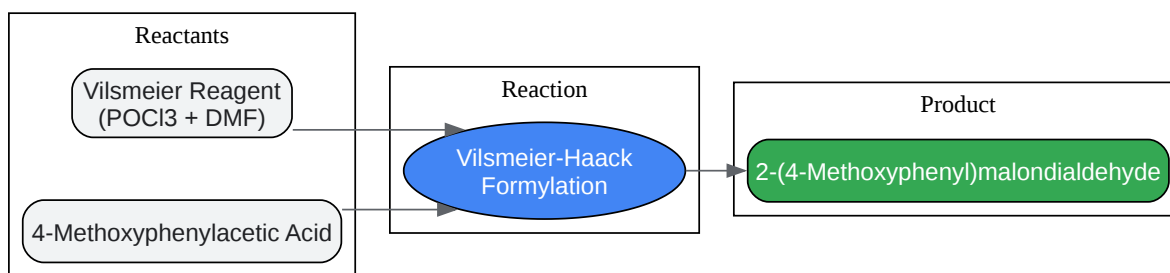 Reactants
Vilsmeier Reagent
(POCl3 + DMF)
4-Methoxyphenylacetic Acid
Reaction
Vilsmeier-Haack
Formylation
Product
2-(4-Methoxyphenyl)malondialdehyde